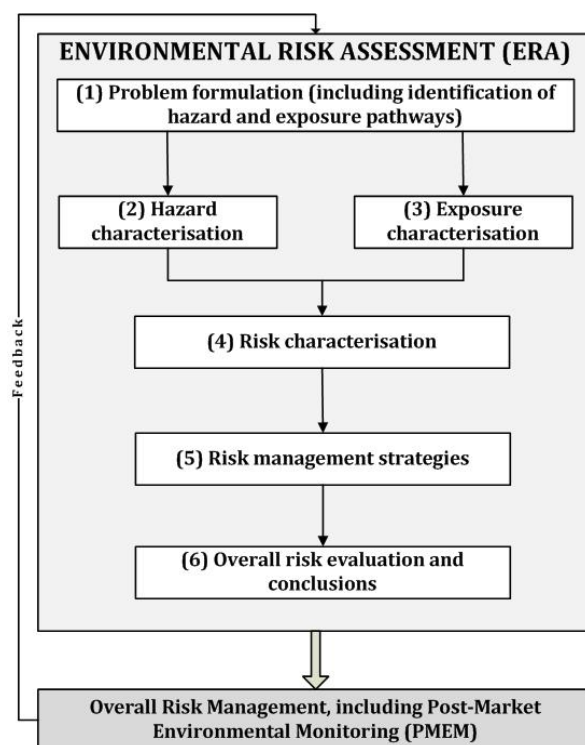 ENVIRONMENTAL RISK ASSESSMENT (ERA)
(1) Problem formulation (including identification of
hazard and exposure pathways)
(2) Hazard
characterisation
(3) Exposure
characterisation
(4) Risk characterisation
(5) Risk management strategies
(6) Overall risk evaluation and
conclusions
Feedback
Overall Risk Management, including Post-Market
Environmental Monitoring (PMEM)